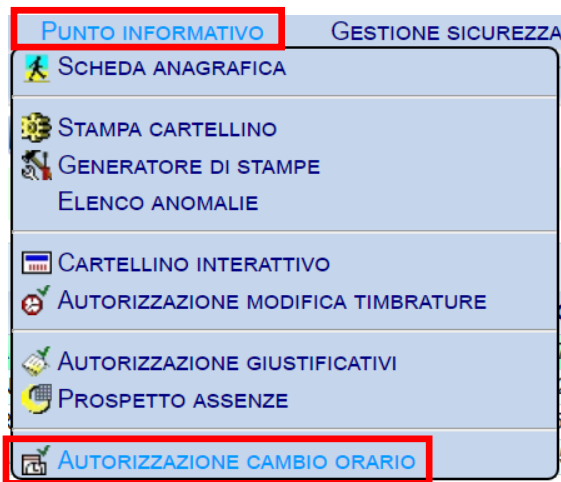 PUNTO INFORMATIVO GESTIONE SICUREZZA
SCHEDA ANAGRAFICA
STAMPA CARTELLINO
GENERATORE DI STAMPE
ELENCO ANOMALIE
CARTELLINO INTERATTIVO
AUTORIZZAZIONE MODIFICA TIMBRATURE
AUTORIZZAZIONE GIUSTIFICATIVI
PROSPETTO ASSENZE
AUTORIZZAZIONE CAMBIO ORARIO